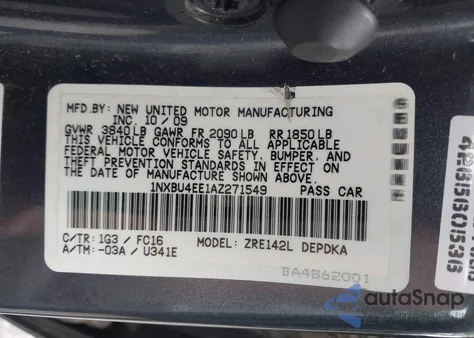 MFD.BY: NEW UNITED MOTOR MANUFACTURING
INC. 10 / 09
GVWR 3840 LB GAWR FR 2090 LB RR 1850 LB
THIS VEHICLE CONFORMS TO ALL APPLICABLE
FEDERAL MOTOR VEHICLE SAFETY, BUMPER, AND
THEFT PREVENTION STANDARDS IN EFFECT ON
THE DATE OF MANUFACTURE SHOWN ABOVE.
1NXBU4EE1AZ271549 PASS CAR
C/TR: 1G3 / FC16 MODEL: ZRE142L DEPDKA
A/TM: -03A / U341E
BA4B62001
autaSnap